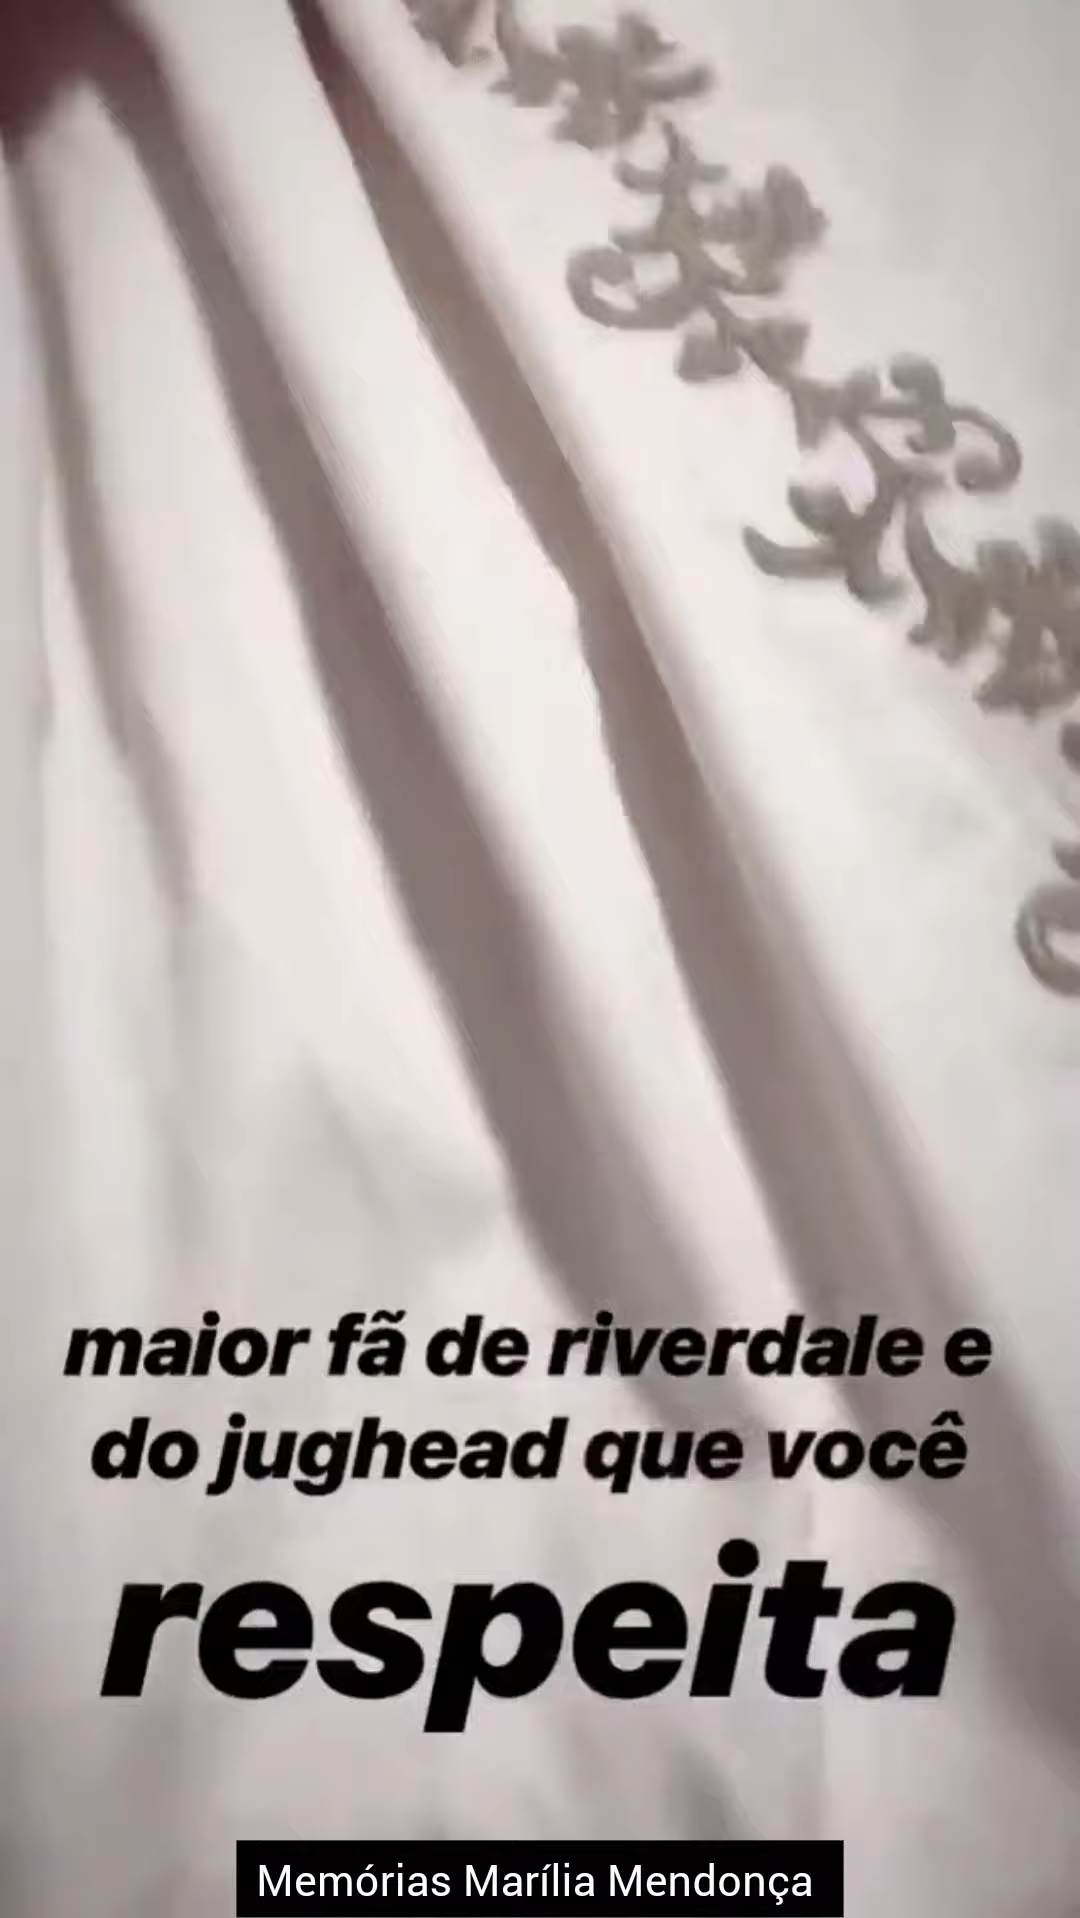 maior fã de riverdale e
do jughead que você
respeita
Memórias Marília Mendonça